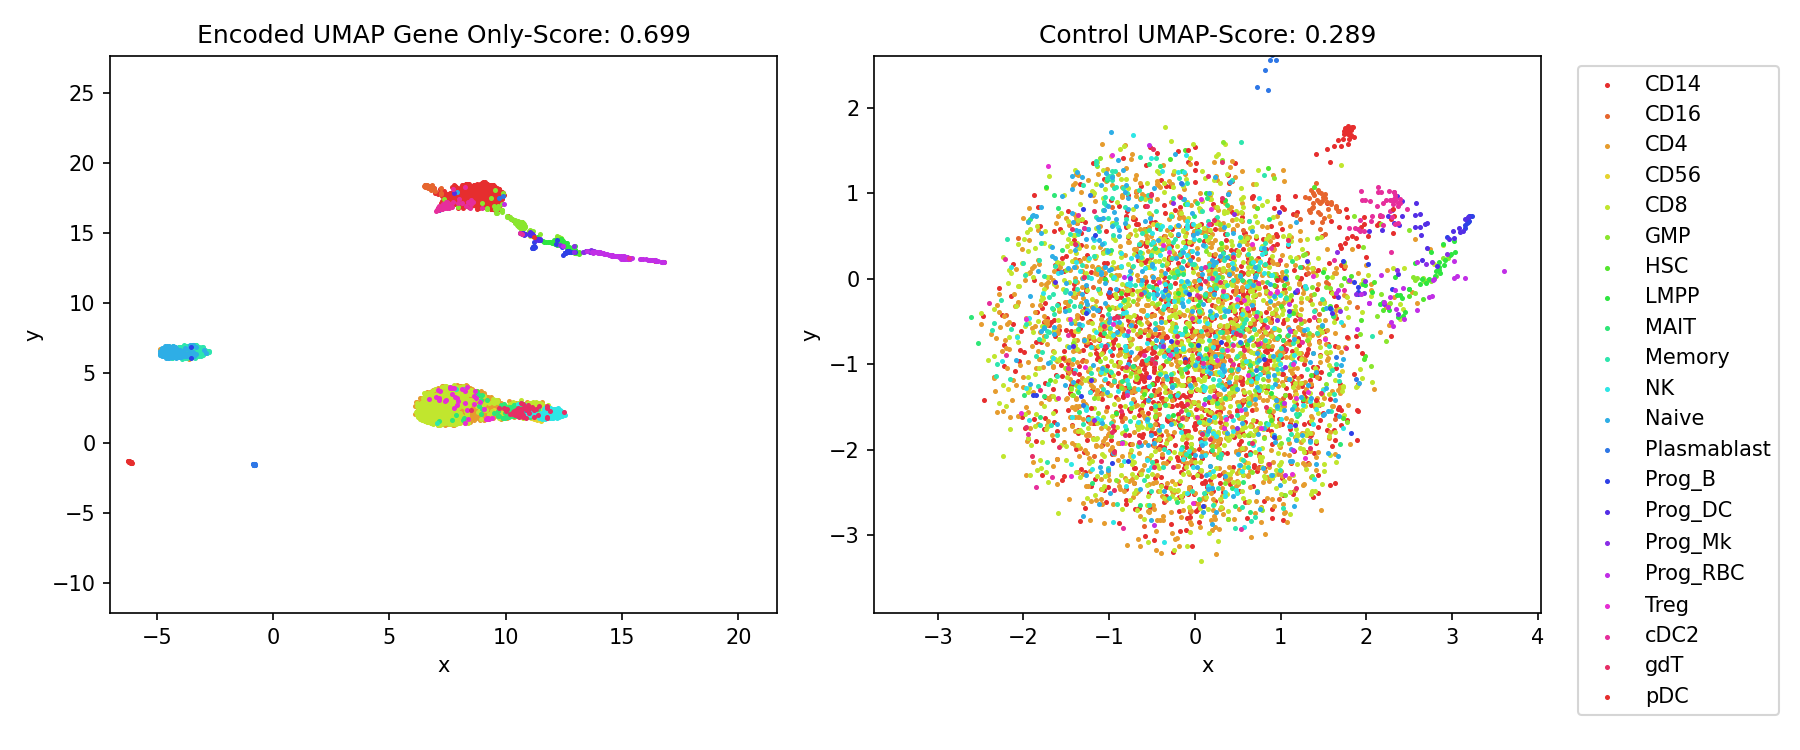 Encoded UMAP Gene Only-Score: 0.699
25
20
15
10
5
0
−5
−10
y
−5
0
5
10
15
20
x
Control UMAP-Score: 0.289
2
1
0
−1
−2
−3
y
−3
−2
−1
0
1
2
3
4
x
CD14
CD16
CD4
CD56
CD8
GMP
HSC
LMPP
MAIT
Memory
NK
Naive
Plasmablast
Prog_B
Prog_DC
Prog_Mk
Prog_RBC
Treg
cDC2
gdT
pDC